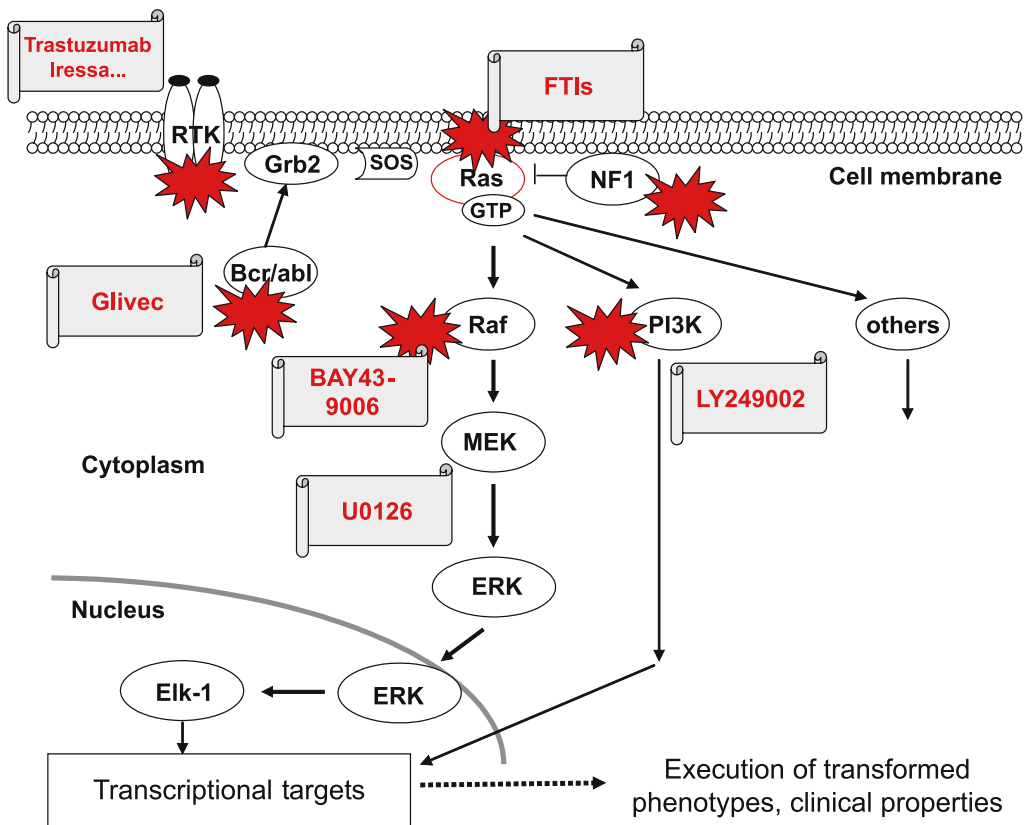 Trastuzumab
Iressa...
FTIs
RTK
Grb2
SOS
Ras
GTP
NF1
Cell membrane
Glivec
Bcr/abl
Raf
PI3K
others
BAY43-
9006
LY249002
MEK
Cytoplasm
U0126
ERK
Nucleus
Elk-1
ERK
Transcriptional targets
Execution of transformed
phenotypes, clinical properties